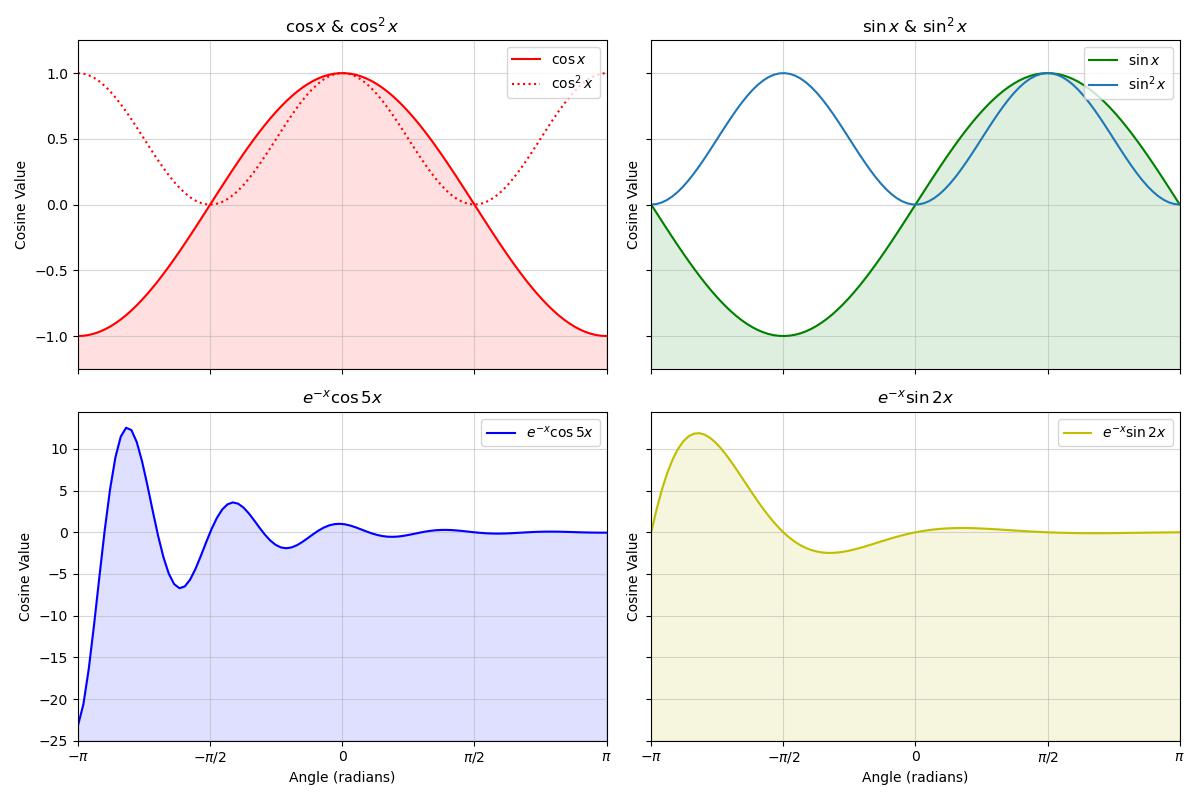 cos x & cos² x
cos x
cos² x
1.0
0.5
0.0
−0.5
−1.0
Cosine Value
sin x & sin² x
sin x
sin² x
Cosine Value
e⁻ˣ cos 5x
e⁻ˣ cos 5x
10
5
0
−5
−10
−15
−20
−25
Cosine Value
−π −π/2 0 π/2 π
Angle (radians)
e⁻ˣ sin 2x
e⁻ˣ sin 2x
Cosine Value
−π −π/2 0 π/2 π
Angle (radians)